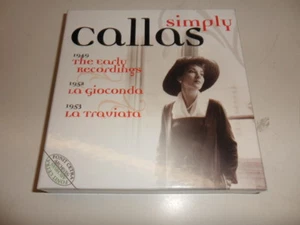 simply
callas
1949
The Early
Recordings
1952
La Gioconda
1953
La Traviata